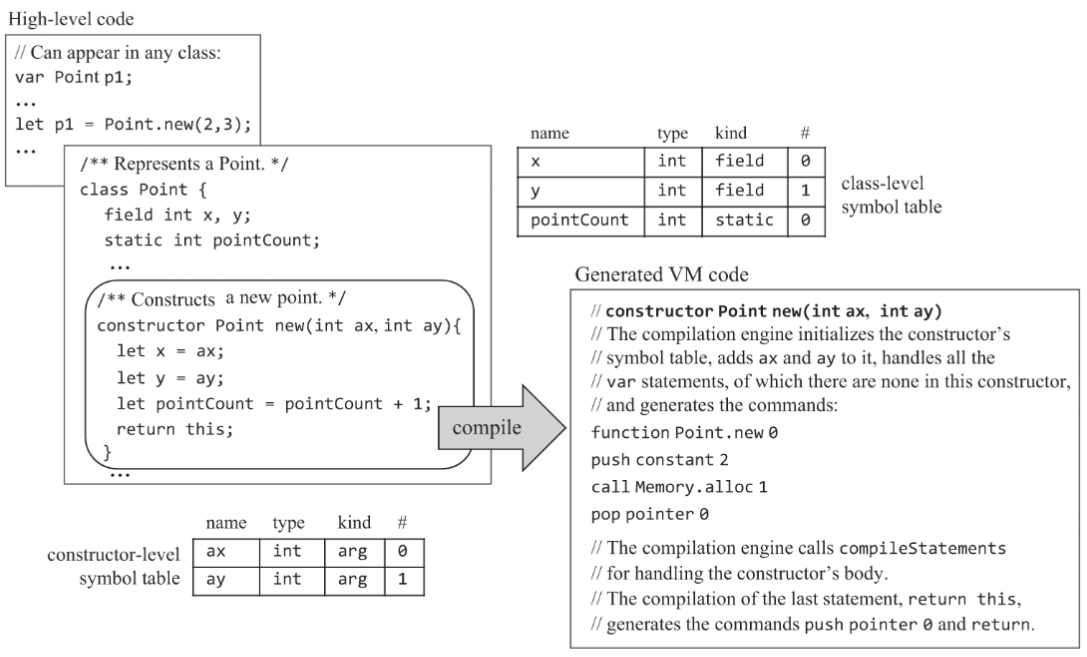 High-level code
// Can appear in any class:
var Point p1;
...
let p1 = Point.new(2,3);
...
/** Represents a Point. */
class Point {
field int x, y;
static int pointCount;
...
/** Constructs a new point. */
constructor Point new(int ax, int ay){
let x = ax;
let y = ay;
let pointCount = pointCount + 1;
return this;
}
...
compile
name type kind #
x int field 0
y int field 1
pointCount int static 0
class-level
symbol table
name type kind #
ax int arg 0
ay int arg 1
constructor-level
symbol table
Generated VM code
// constructor Point new(int ax, int ay)
// The compilation engine initializes the constructor's
// symbol table, adds ax and ay to it, handles all the
// var statements, of which there are none in this constructor,
// and generates the commands:
function Point.new 0
push constant 2
call Memory.alloc 1
pop pointer 0
// The compilation engine calls compileStatements
// for handling the constructor's body.
// The compilation of the last statement, return this,
// generates the commands push pointer 0 and return.